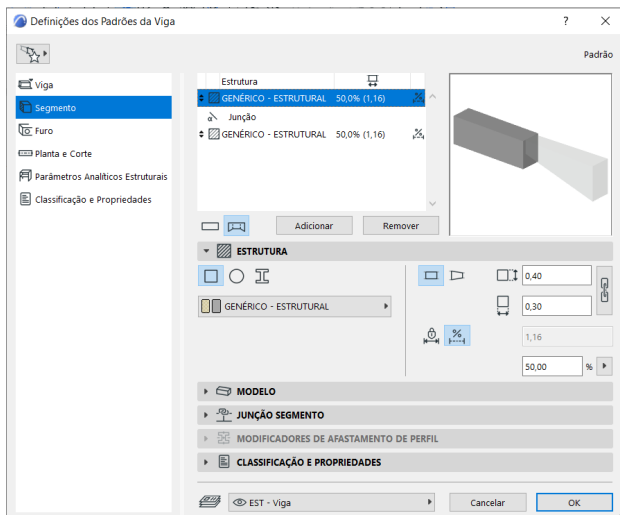 Definições dos Padrões da Viga
Padrão
Viga
Segmento
Furo
Planta e Corte
Parâmetros Analíticos Estruturais
Classificação e Propriedades
Estrutura
GENÉRICO - ESTRUTURAL 50,0% (1,16)
Junção
GENÉRICO - ESTRUTURAL 50,0% (1,16)
Adicionar
Remover
ESTRUTURA
GENÉRICO - ESTRUTURAL
0,40
0,30
1,16
50,00 %
MODELO
JUNÇÃO SEGMENTO
MODIFICADORES DE AFASTAMENTO DE PERFIL
CLASSIFICAÇÃO E PROPRIEDADES
EST - Viga
Cancelar
OK